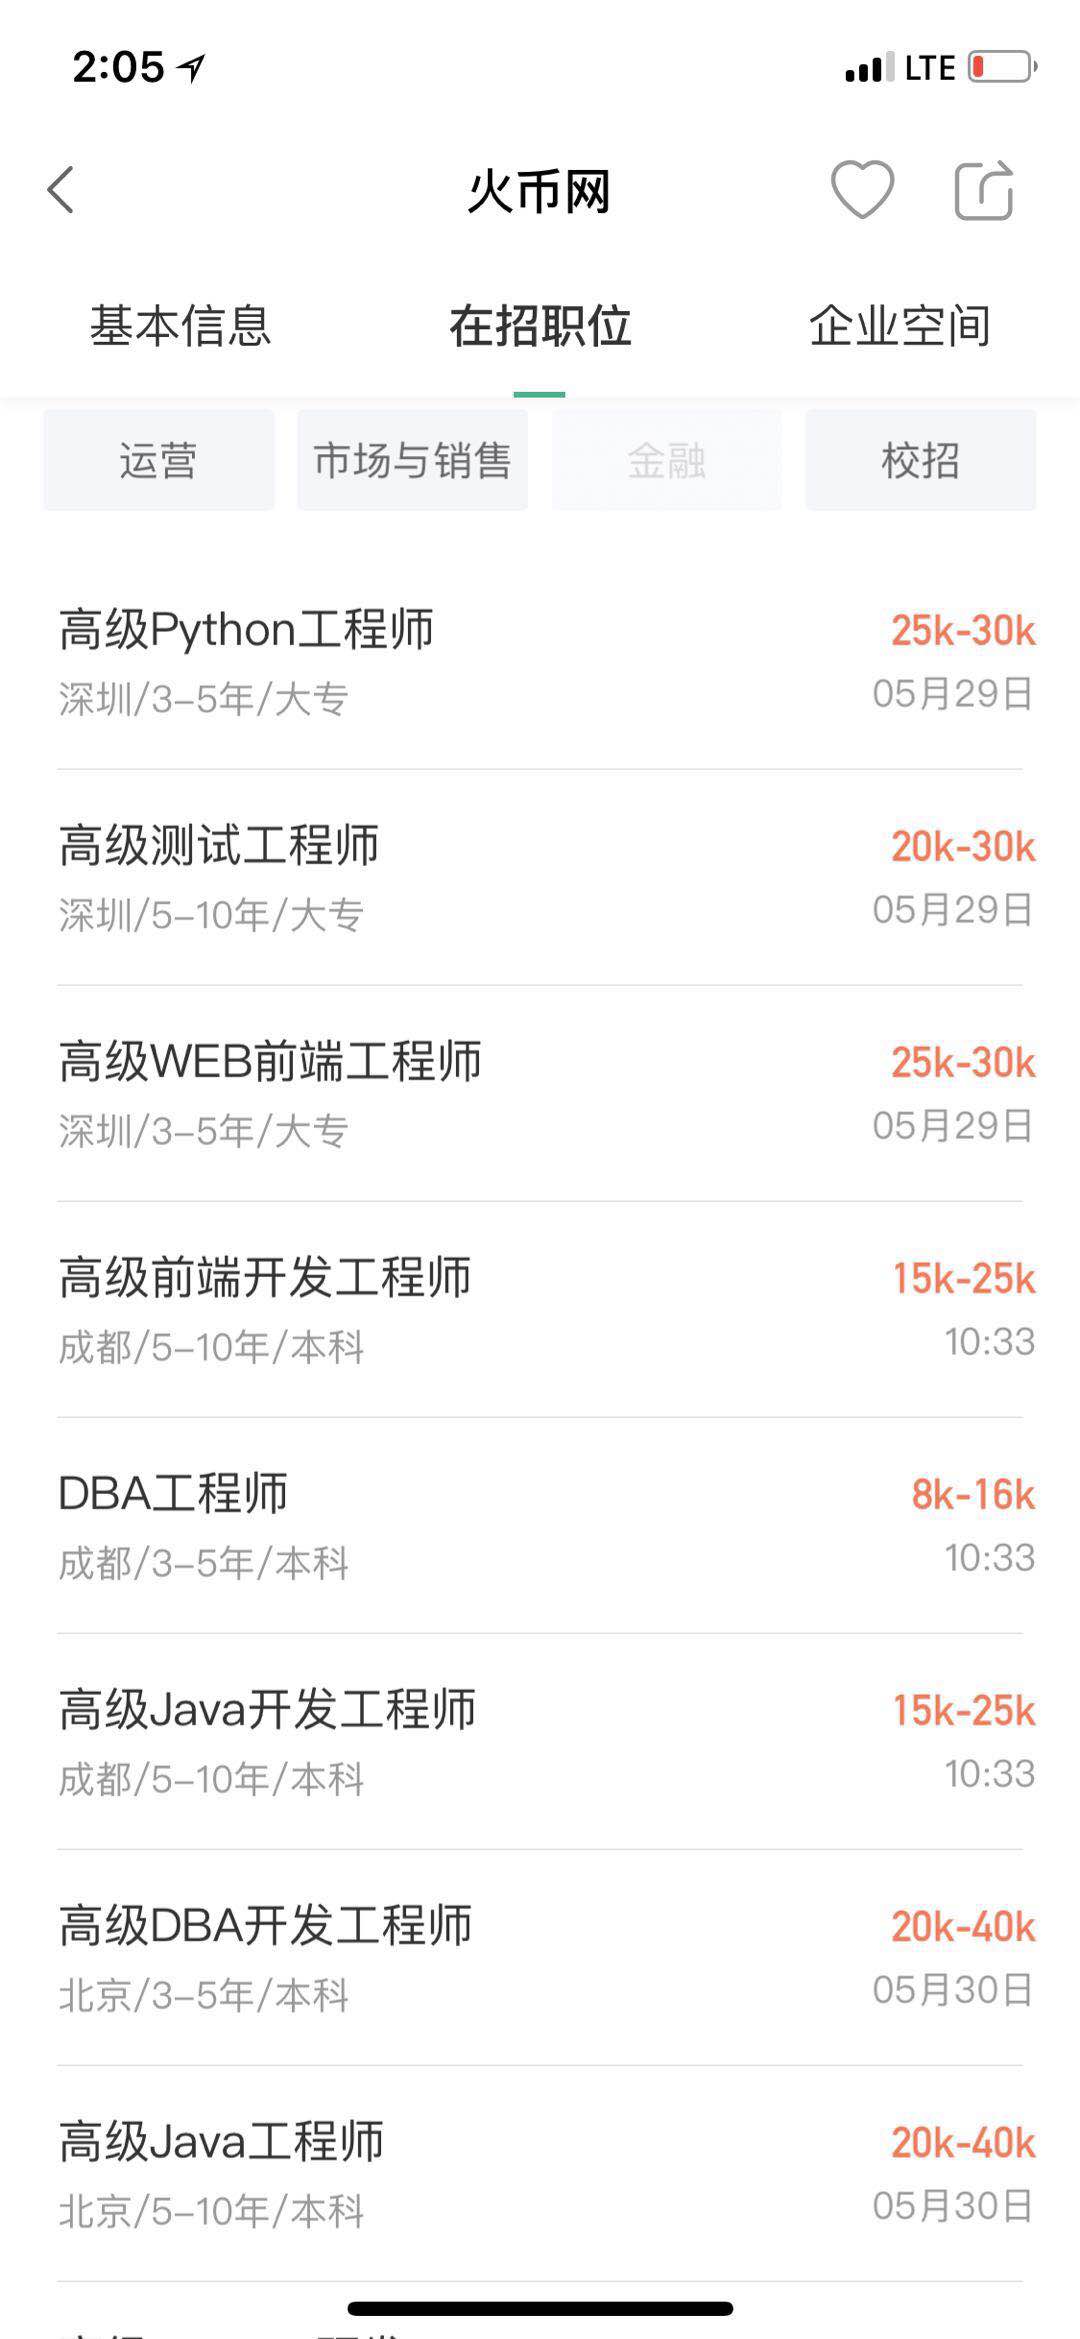 2:05 LTE
火币网
基本信息 在招职位 企业空间
运营 市场与销售 金融 校招
高级Python工程师 25k-30k
深圳/3-5年/大专 05月29日
高级测试工程师 20k-30k
深圳/5-10年/大专 05月29日
高级WEB前端工程师 25k-30k
深圳/3-5年/大专 05月29日
高级前端开发工程师 15k-25k
成都/5-10年/本科 10:33
DBA工程师 8k-16k
成都/3-5年/本科 10:33
高级Java开发工程师 15k-25k
成都/5-10年/本科 10:33
高级DBA开发工程师 20k-40k
北京/3-5年/本科 05月30日
高级Java工程师 20k-40k
北京/5-10年/本科 05月30日